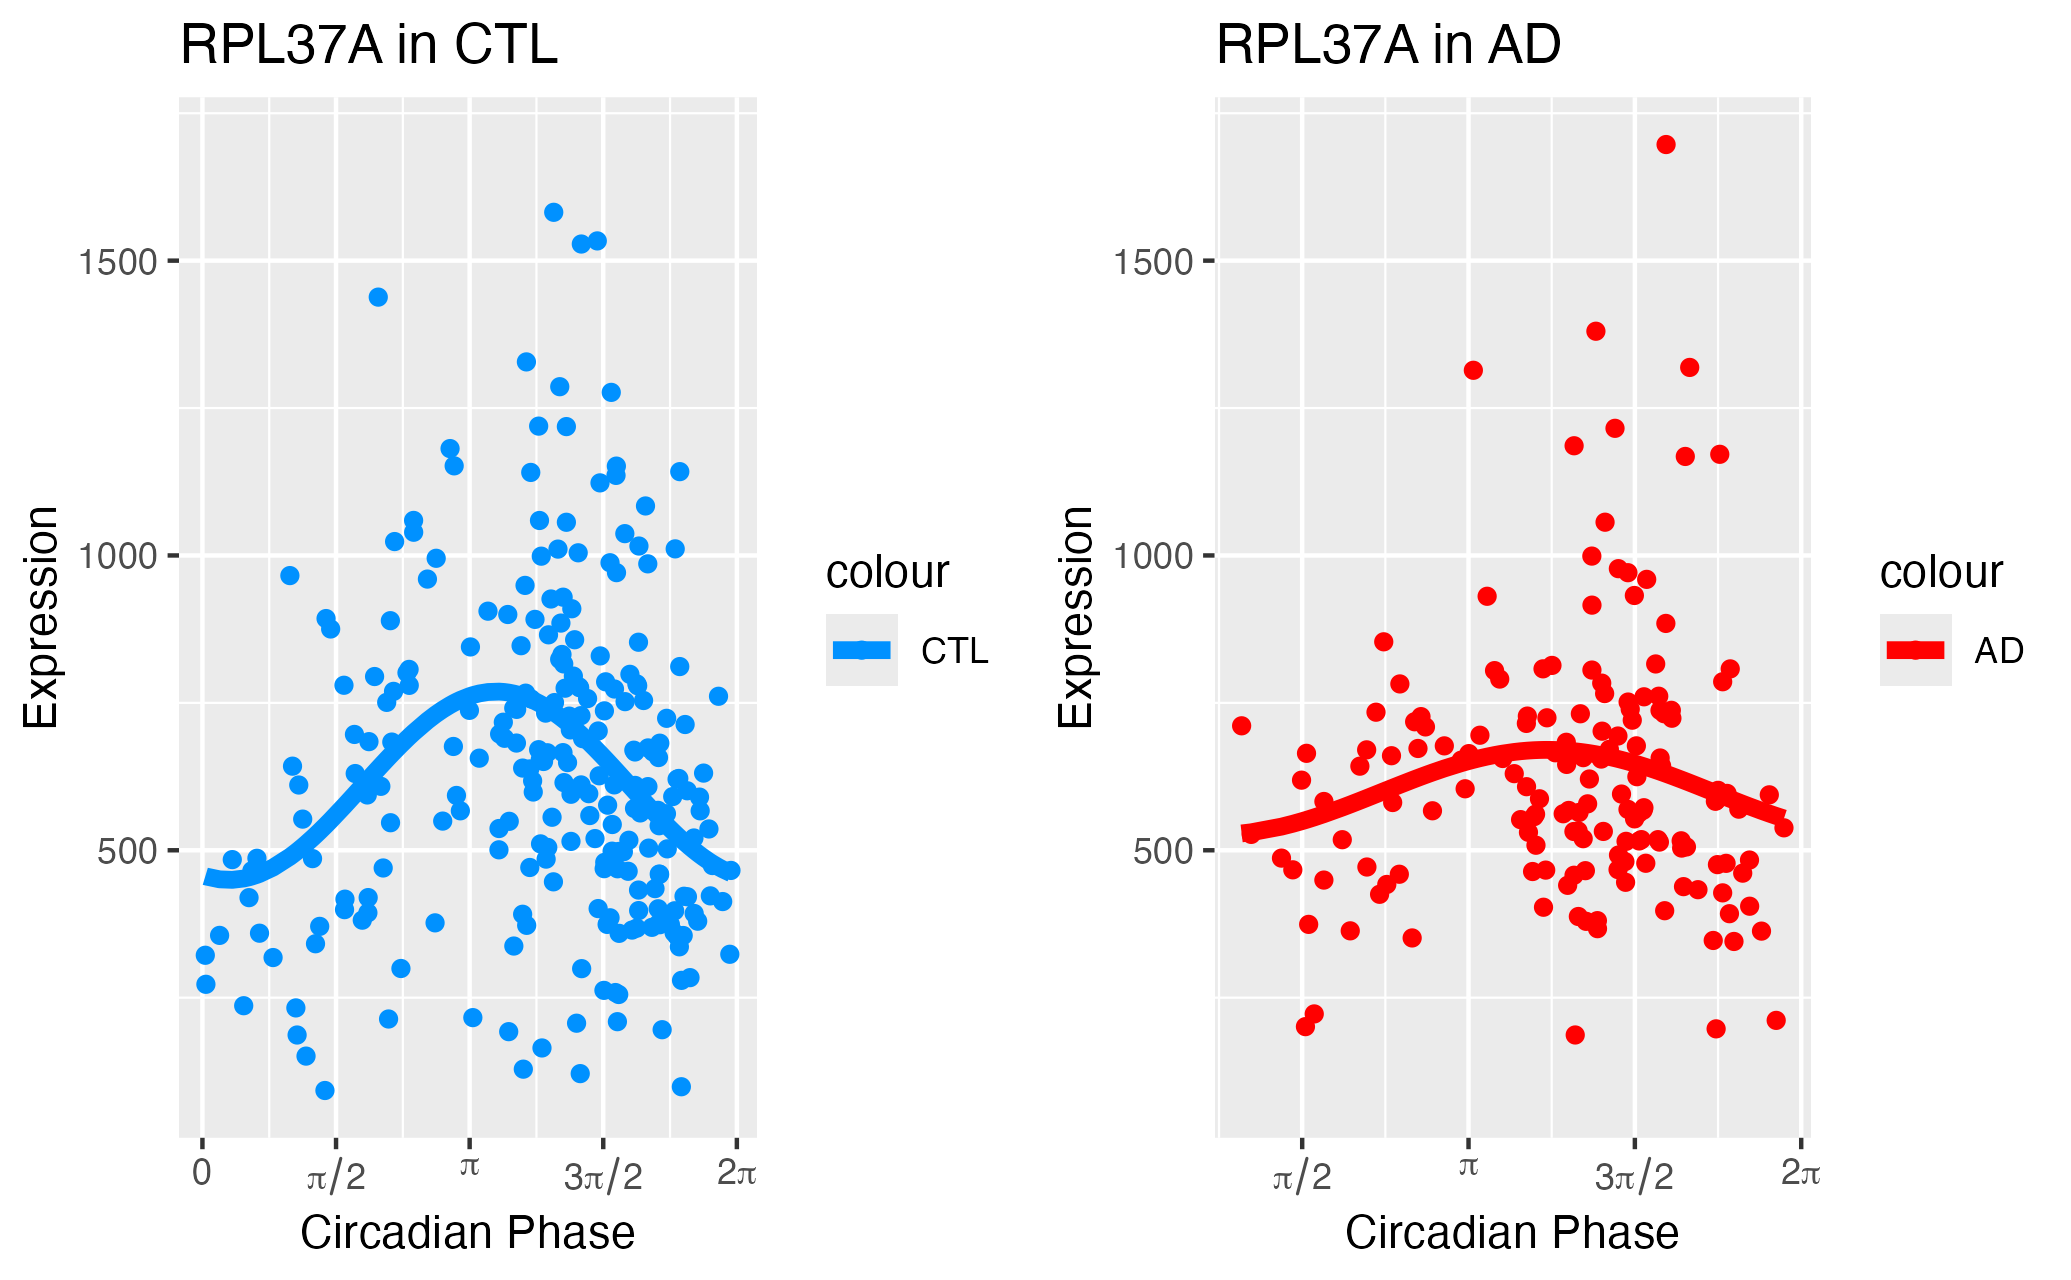 RPL37A in CTL
Expression
1500
1000
500
0
π/2
π
3π/2
2π
Circadian Phase
colour
CTL
RPL37A in AD
Expression
1500
1000
500
π/2
π
3π/2
2π
Circadian Phase
colour
AD